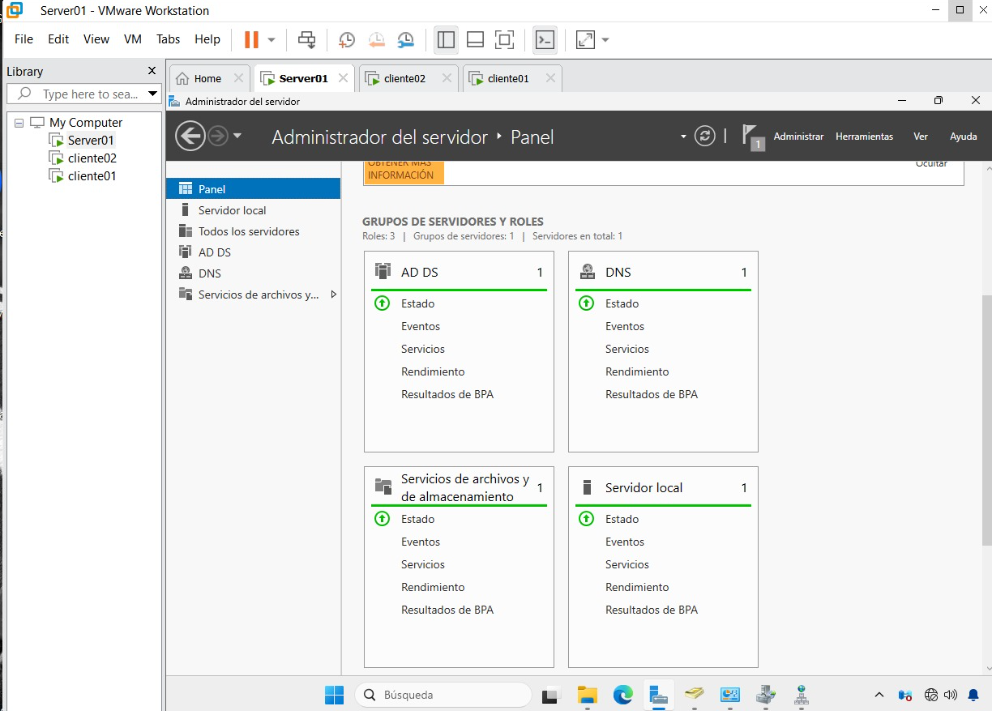 Server01 - VMware Workstation
File Edit View VM Tabs Help
Library
Type here to sea...
My Computer
Server01
cliente02
cliente01
Home
Server01
cliente02
cliente01
Administrador del servidor
Administrador del servidor Panel
1
Administrar Herramientas Ver Ayuda
Panel
Servidor local
Todos los servidores
AD DS
DNS
Servicios de archivos y...
OBTENER MÁS
INFORMACIÓN
Ocultar
GRUPOS DE SERVIDORES Y ROLES
Roles: 3 | Grupos de servidores: 1 | Servidores en total: 1
AD DS 1
Estado
Eventos
Servicios
Rendimiento
Resultados de BPA
DNS 1
Estado
Eventos
Servicios
Rendimiento
Resultados de BPA
Servicios de archivos y
de almacenamiento 1
Estado
Eventos
Servicios
Rendimiento
Resultados de BPA
Servidor local 1
Estado
Eventos
Servicios
Rendimiento
Resultados de BPA
Búsqueda